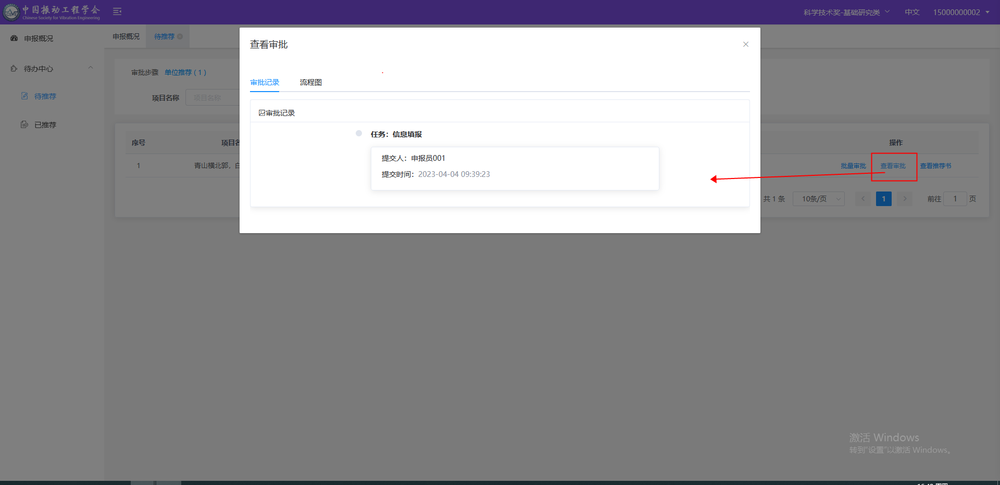 中国振动工程学会
Chinese Society for Vibration Engineering
科学技术奖-基础研究类
中文
15000000002
申报概况
待办中心
待推荐
已推荐
申报概况
待推荐
审批步骤 单位推荐 ( 1 )
项目名称 项目名称
序号 项目名 操作
1 青山横北郭，白 批量审批 查看审批 查看推荐书
共 1 条 10条/页 1 前往 1 页
查看审批
审批记录 流程图
审批记录
任务：信息填报
提交人：申报员001
提交时间：2023-04-04 09:39:23
激活 Windows
转到"设置"以激活 Windows。